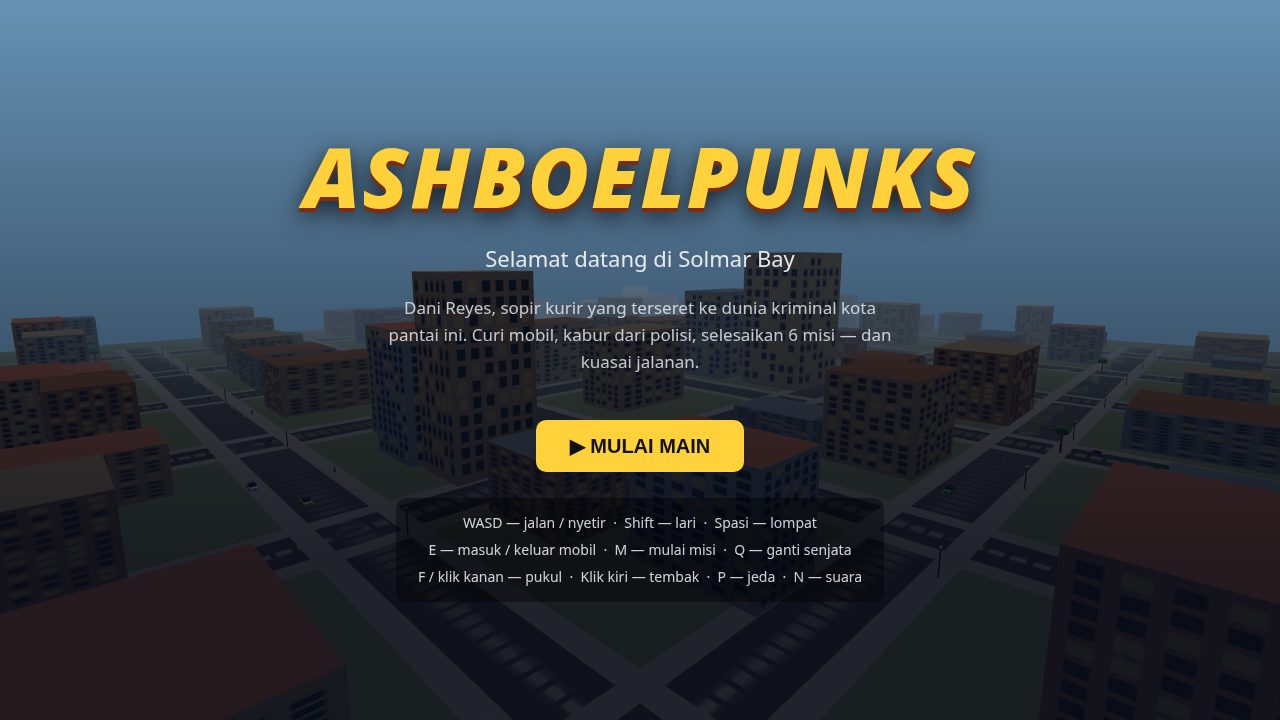 ASHBOELPUNKS
Selamat datang di Solmar Bay
Dani Reyes, sopir kurir yang terseret ke dunia kriminal kota
pantai ini. Curi mobil, kabur dari polisi, selesaikan 6 misi — dan
kuasai jalanan.
▶ MULAI MAIN
WASD — jalan / nyetir · Shift — lari · Spasi — lompat
E — masuk / keluar mobil · M — mulai misi · Q — ganti senjata
F / klik kanan — pukul · Klik kiri — tembak · P — jeda · N — suara